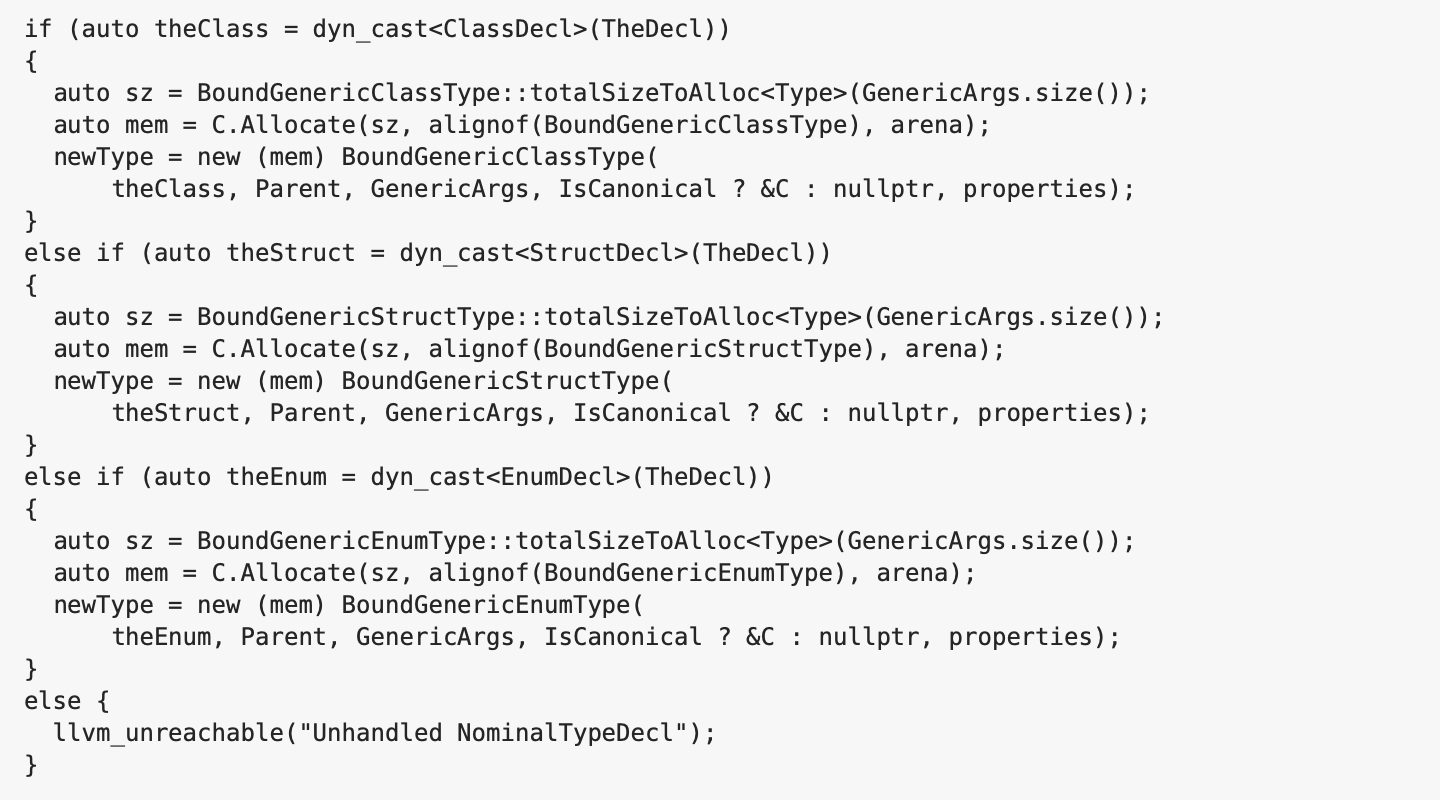 if (auto theClass = dyn_cast<ClassDecl>(TheDecl))
{
  auto sz = BoundGenericClassType::totalSizeToAlloc<Type>(GenericArgs.size());
  auto mem = C.Allocate(sz, alignof(BoundGenericClassType), arena);
  newType = new (mem) BoundGenericClassType(
      theClass, Parent, GenericArgs, IsCanonical ? &C : nullptr, properties);
}
else if (auto theStruct = dyn_cast<StructDecl>(TheDecl))
{
  auto sz = BoundGenericStructType::totalSizeToAlloc<Type>(GenericArgs.size());
  auto mem = C.Allocate(sz, alignof(BoundGenericStructType), arena);
  newType = new (mem) BoundGenericStructType(
      theStruct, Parent, GenericArgs, IsCanonical ? &C : nullptr, properties);
}
else if (auto theEnum = dyn_cast<EnumDecl>(TheDecl))
{
  auto sz = BoundGenericEnumType::totalSizeToAlloc<Type>(GenericArgs.size());
  auto mem = C.Allocate(sz, alignof(BoundGenericEnumType), arena);
  newType = new (mem) BoundGenericEnumType(
      theEnum, Parent, GenericArgs, IsCanonical ? &C : nullptr, properties);
}
else {
  llvm_unreachable("Unhandled NominalTypeDecl");
}